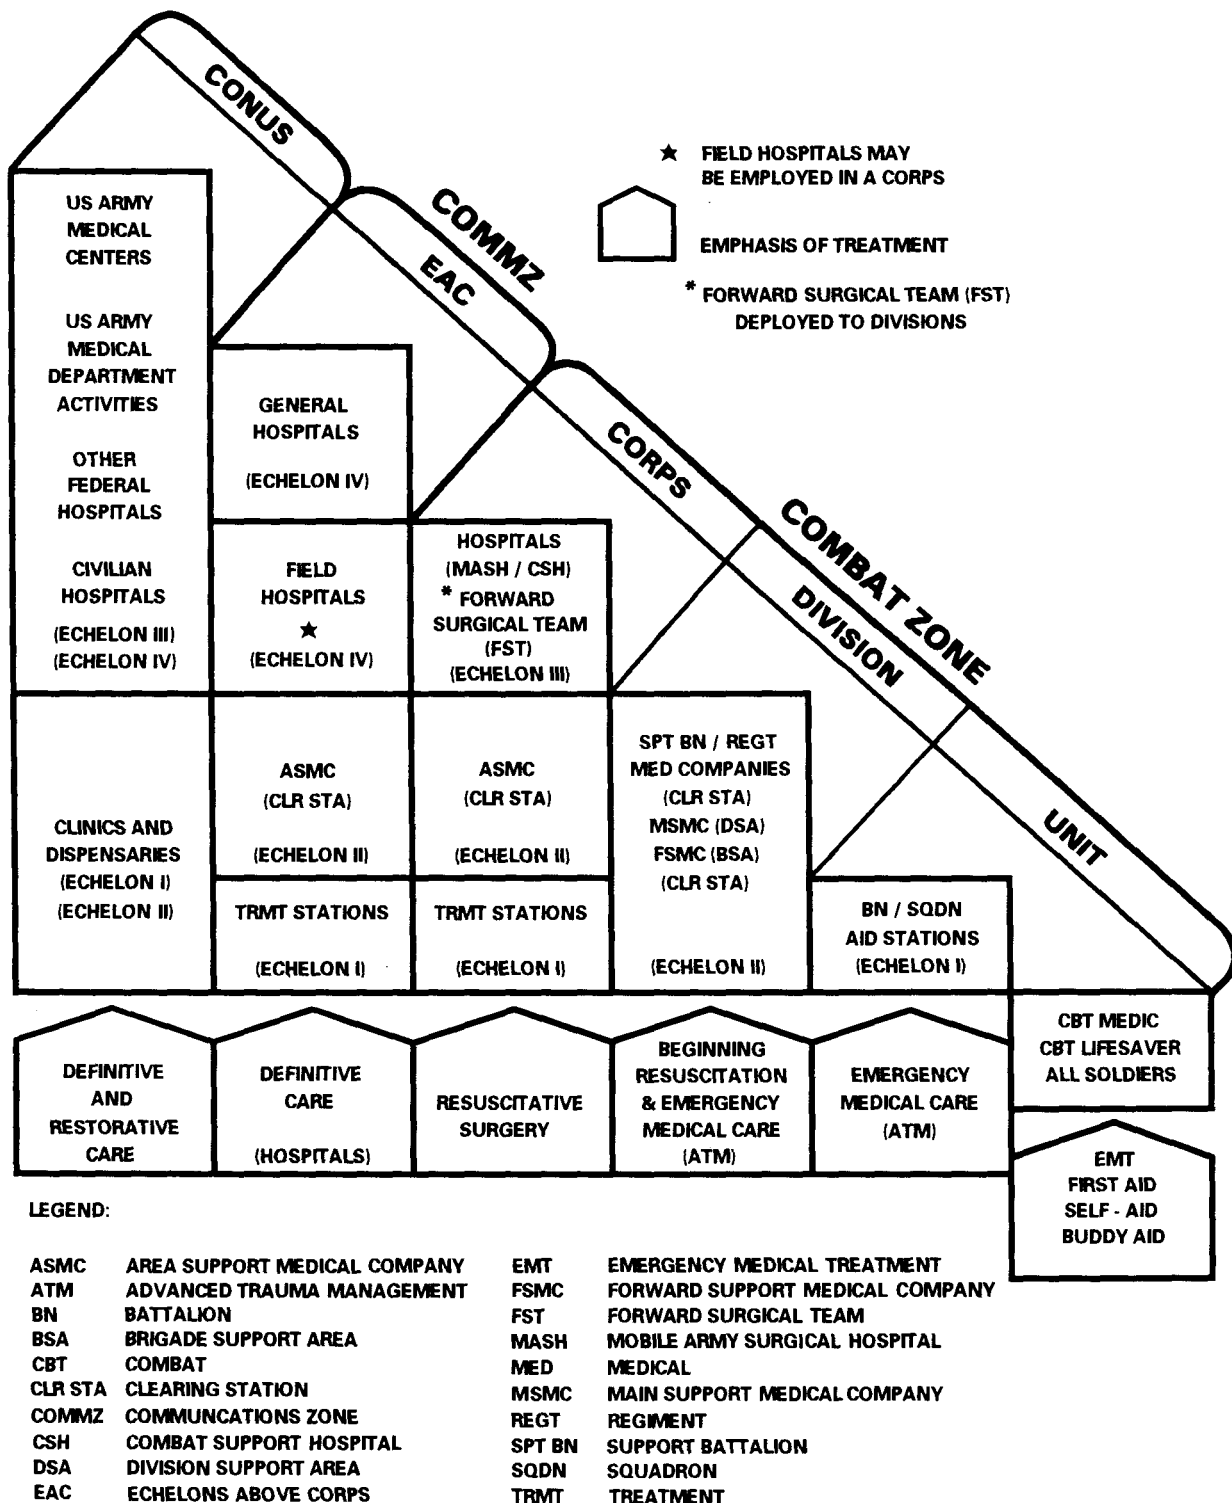 CONUS
COMMZ
EAC
COMBAT ZONE
CORPS
DIVISION
UNIT
★ FIELD HOSPITALS MAY
BE EMPLOYED IN A CORPS
EMPHASIS OF TREATMENT
* FORWARD SURGICAL TEAM (FST)
DEPLOYED TO DIVISIONS
US ARMY
MEDICAL
CENTERS
US ARMY
MEDICAL
DEPARTMENT
ACTIVITIES
OTHER
FEDERAL
HOSPITALS
CIVILIAN
HOSPITALS
(ECHELON III)
(ECHELON IV)
CLINICS AND
DISPENSARIES
(ECHELON I)
(ECHELON II)
GENERAL
HOSPITALS
(ECHELON IV)
FIELD
HOSPITALS
★
(ECHELON IV)
ASMC
(CLR STA)
(ECHELON II)
TRMT STATIONS
(ECHELON I)
HOSPITALS
(MASH / CSH)
* FORWARD
SURGICAL TEAM
(FST)
(ECHELON III)
ASMC
(CLR STA)
(ECHELON II)
TRMT STATIONS
(ECHELON I)
SPT BN / REGT
MED COMPANIES
(CLR STA)
MSMC (DSA)
FSMC (BSA)
(CLR STA)
(ECHELON II)
BN / SQDN
AID STATIONS
(ECHELON I)
CBT MEDIC
CBT LIFESAVER
ALL SOLDIERS
DEFINITIVE
AND
RESTORATIVE
CARE
DEFINITIVE
CARE
(HOSPITALS)
RESUSCITATIVE
SURGERY
BEGINNING
RESUSCITATION
& EMERGENCY
MEDICAL CARE
(ATM)
EMERGENCY
MEDICAL CARE
(ATM)
EMT
FIRST AID
SELF - AID
BUDDY AID
LEGEND:
ASMC AREA SUPPORT MEDICAL COMPANY
ATM ADVANCED TRAUMA MANAGEMENT
BN BATTALION
BSA BRIGADE SUPPORT AREA
CBT COMBAT
CLR STA CLEARING STATION
COMMZ COMMUNCATIONS ZONE
CSH COMBAT SUPPORT HOSPITAL
DSA DIVISION SUPPORT AREA
EAC ECHELONS ABOVE CORPS
EMT EMERGENCY MEDICAL TREATMENT
FSMC FORWARD SUPPORT MEDICAL COMPANY
FST FORWARD SURGICAL TEAM
MASH MOBILE ARMY SURGICAL HOSPITAL
MED MEDICAL
MSMC MAIN SUPPORT MEDICAL COMPANY
REGT REGIMENT
SPT BN SUPPORT BATTALION
SQDN SQUADRON
TRMT TREATMENT